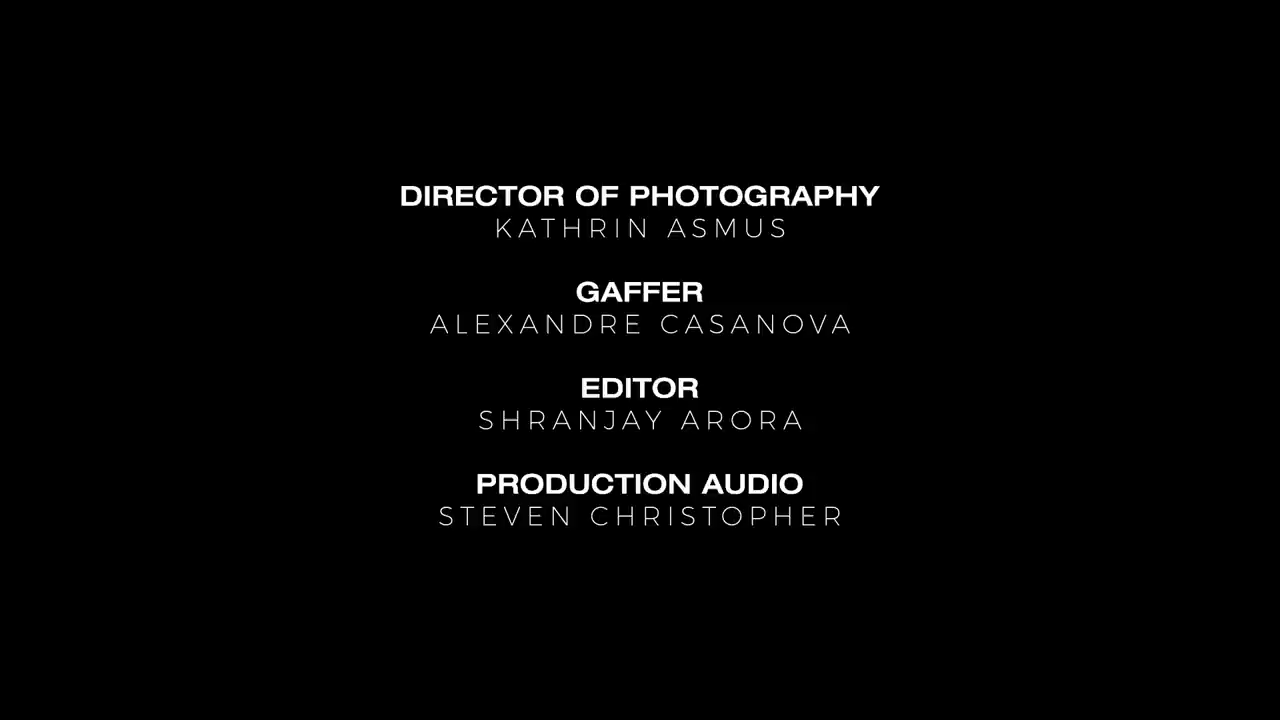 DIRECTOR OF PHOTOGRAPHY
KATHRIN ASMUS
GAFFER
ALEXANDRE CASANOVA
EDITOR
SHRANJAY ARORA
PRODUCTION AUDIO
STEVEN CHRISTOPHER